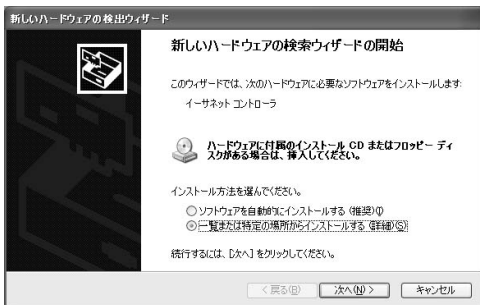 新しいハードウェアの検出ウィザード
新しいハードウェアの検索ウィザードの開始
このウィザードでは、次のハードウェアに必要なソフトウェアをインストールします:
イーサネット コントローラ
ハードウェアに付属のインストール CD またはフロッピー ディ
スクがある場合は、挿入してください。
インストール方法を選んでください。
ソフトウェアを自動的にインストールする (推奨)(I)
一覧または特定の場所からインストールする (詳細)(S)
続行するには、[次へ] をクリックしてください。
< 戻る(B) 次へ(N) > キャンセル